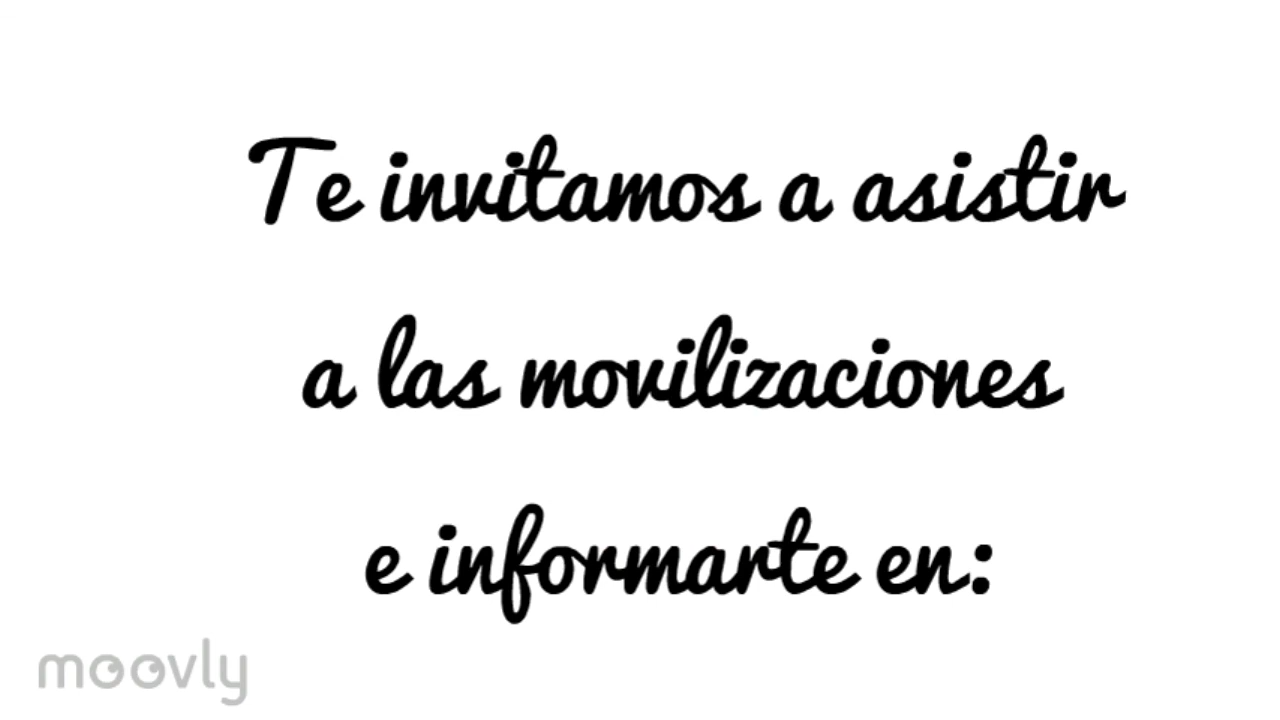 Te invitamos a asistir
a las movilizaciones
e informarte en:
moovly